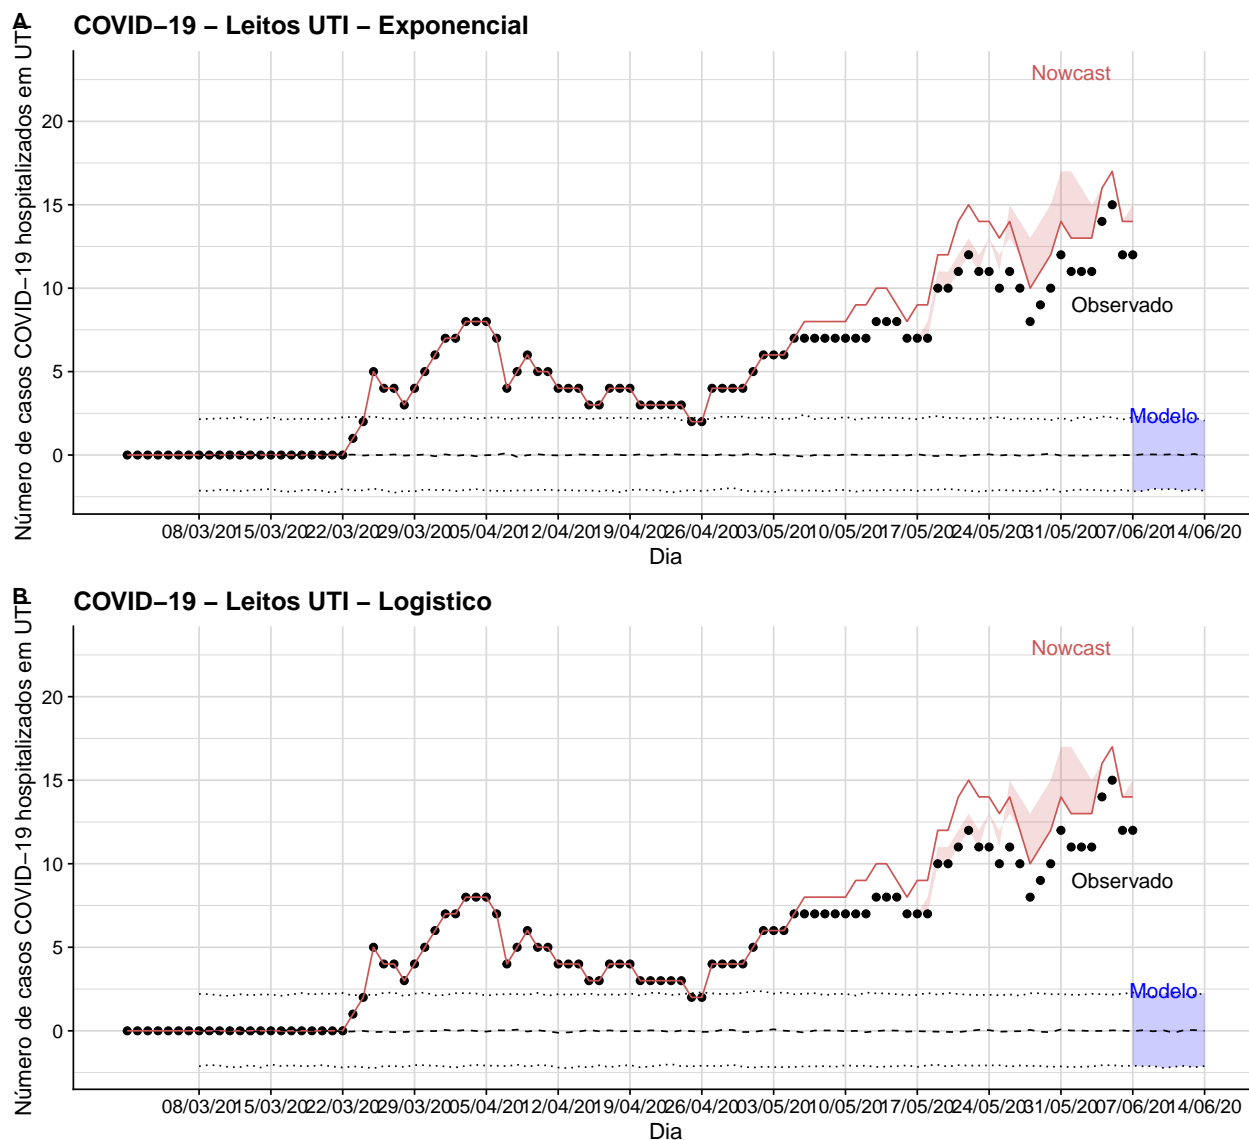 A
COVID−19 − Leitos UTI − Exponencial
Número de casos COVID−19 hospitalizados em UTI
Nowcast
20
15
10
Observado
5
Modelo
0
08/03/20 15/03/20 22/03/20 29/03/20 05/04/20 12/04/20 19/04/20 26/04/20 03/05/20 10/05/20 17/05/20 24/05/20 31/05/20 07/06/20 14/06/20
Dia
B
COVID−19 − Leitos UTI − Logistico
Número de casos COVID−19 hospitalizados em UTI
Nowcast
20
15
10
Observado
5
Modelo
0
08/03/20 15/03/20 22/03/20 29/03/20 05/04/20 12/04/20 19/04/20 26/04/20 03/05/20 10/05/20 17/05/20 24/05/20 31/05/20 07/06/20 14/06/20
Dia